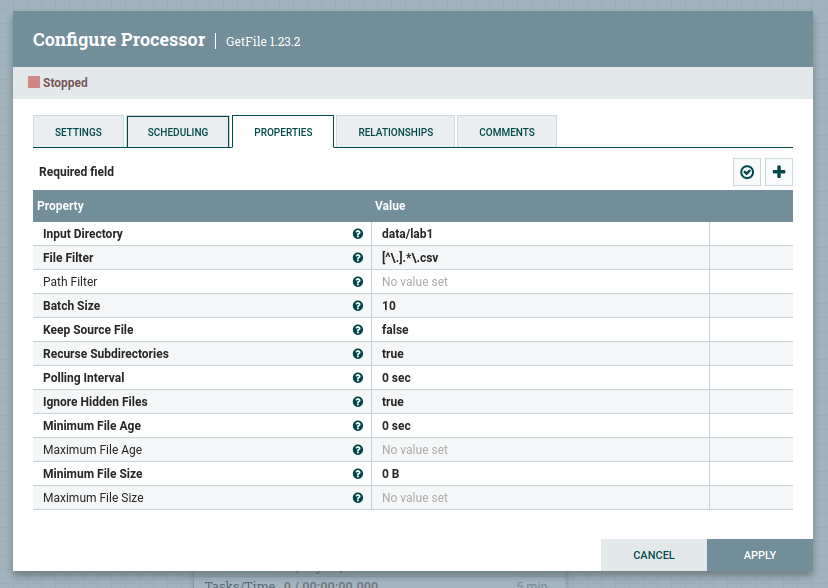 Configure Processor | GetFile 1.23.2
Stopped
SETTINGS SCHEDULING PROPERTIES RELATIONSHIPS COMMENTS
Required field
Property Value
Input Directory data/lab1
File Filter [^\.].*\.csv
Path Filter No value set
Batch Size 10
Keep Source File false
Recurse Subdirectories true
Polling Interval 0 sec
Ignore Hidden Files true
Minimum File Age 0 sec
Maximum File Age No value set
Minimum File Size 0 B
Maximum File Size No value set
CANCEL APPLY
Tasks/Time 0 / 00:00:00.000 5 min